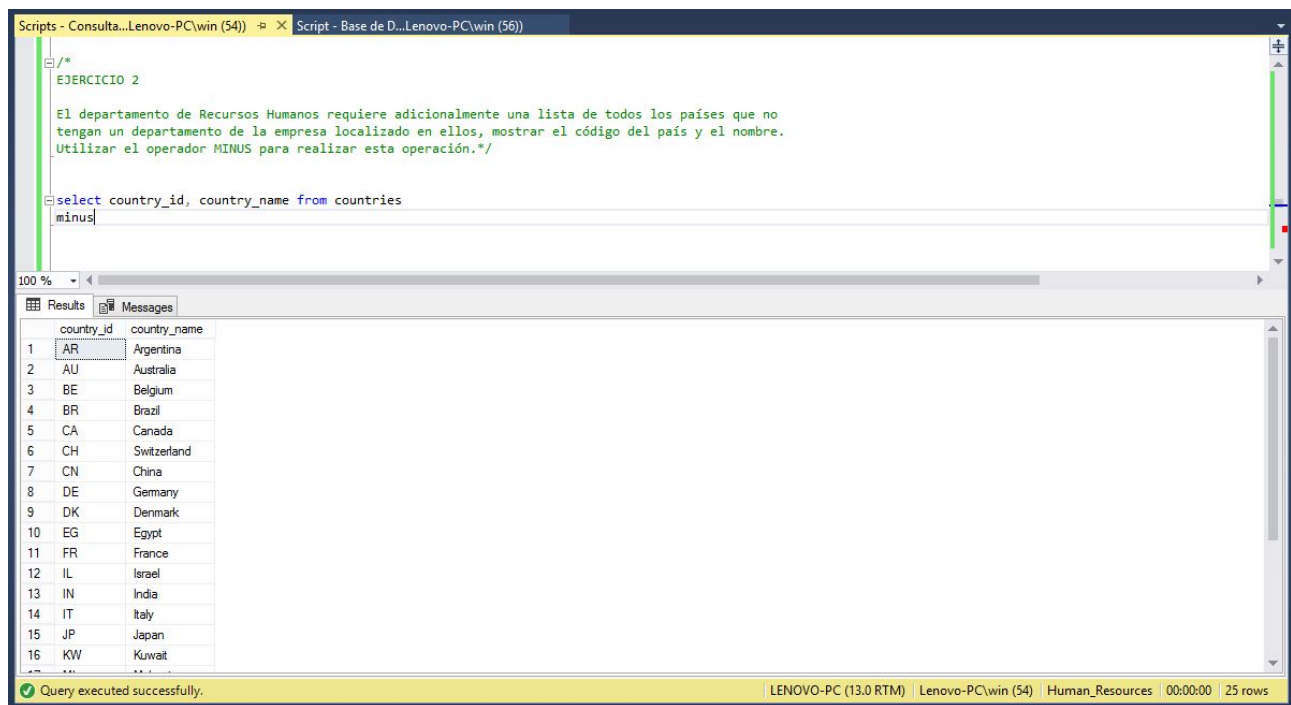 Scripts - Consulta...Lenovo-PC\win (54)) Script - Base de D...Lenovo-PC\win (56))
/*
EJERCICIO 2
El departamento de Recursos Humanos requiere adicionalmente una lista de todos los países que no
tengan un departamento de la empresa localizado en ellos, mostrar el código del país y el nombre.
Utilizar el operador MINUS para realizar esta operación.*/
select country_id, country_name from countries
minus
100 %
Results Messages
country_id country_name
1 AR Argentina
2 AU Australia
3 BE Belgium
4 BR Brazil
5 CA Canada
6 CH Switzerland
7 CN China
8 DE Germany
9 DK Denmark
10 EG Egypt
11 FR France
12 IL Israel
13 IN India
14 IT Italy
15 JP Japan
16 KW Kuwait
Query executed successfully. LENOVO-PC (13.0 RTM) Lenovo-PC\win (54) Human_Resources 00:00:00 25 rows